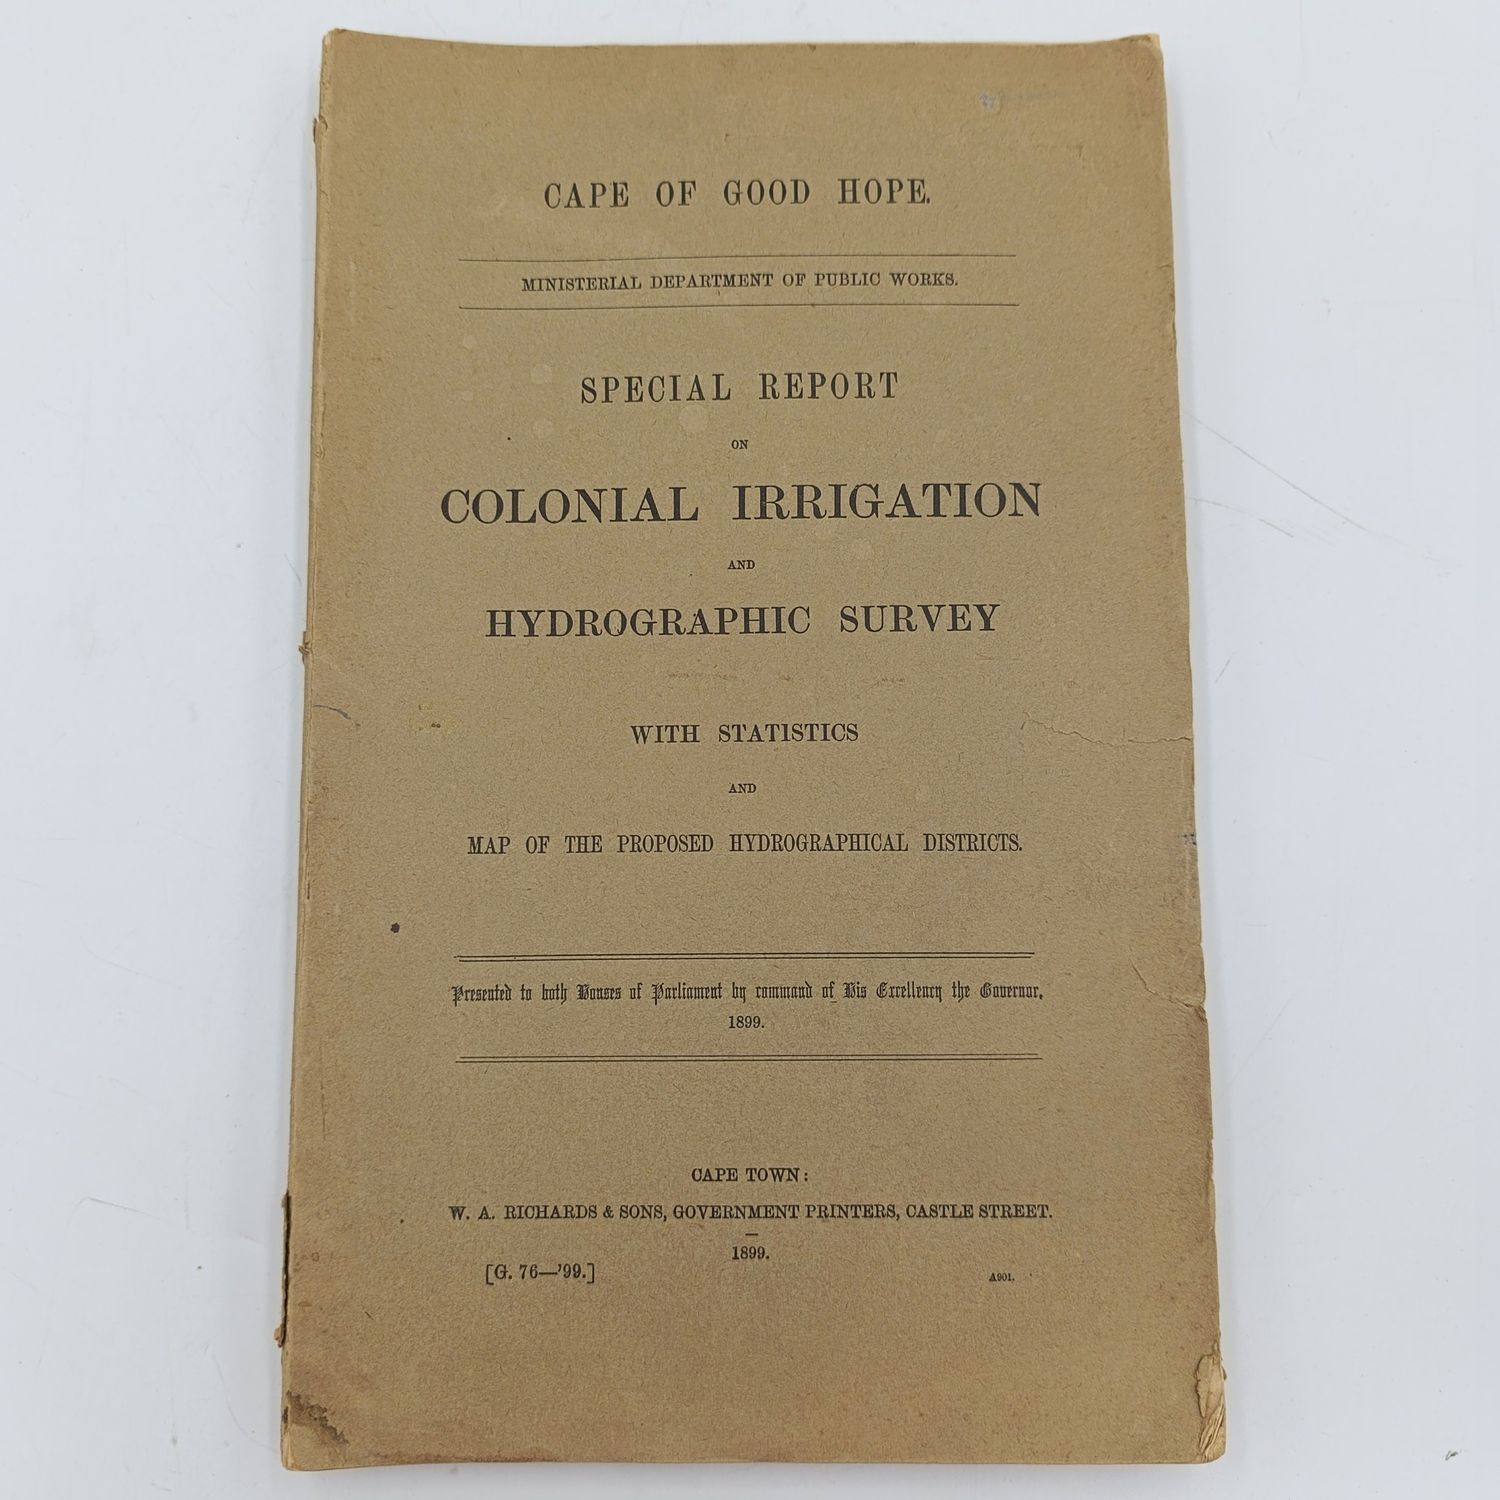 CAPE OF GOOD HOPE.
MINISTERIAL DEPARTMENT OF PUBLIC WORKS.
SPECIAL REPORT
ON
COLONIAL IRRIGATION
AND
HYDROGRAPHIC SURVEY
WITH STATISTICS
AND
MAP OF THE PROPOSED HYDROGRAPHICAL DISTRICTS.
Presented to both Houses of Parliament by command of His Excellency the Governor,
1899.
CAPE TOWN:
W. A. RICHARDS & SONS, GOVERNMENT PRINTERS, CASTLE STREET.
1899.
[G. 76—'99.]
A901.